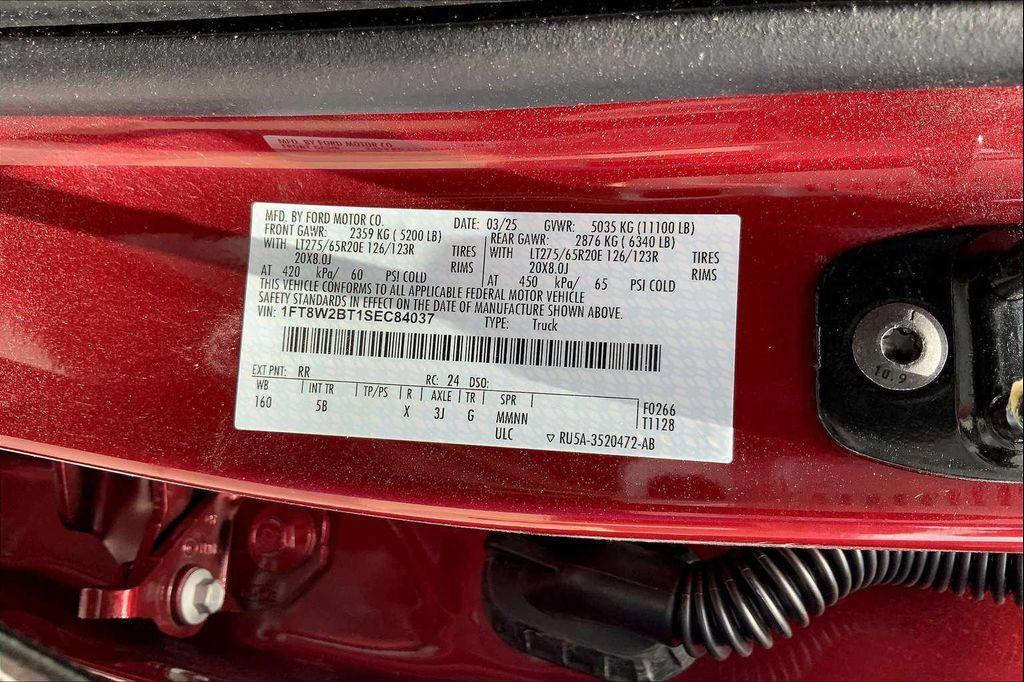 MFD. BY FORD MOTOR CO.
MFD. BY FORD MOTOR CO. DATE: 03/25 GVWR: 5035 KG (11100 LB)
FRONT GAWR: 2359 KG ( 5200 LB) REAR GAWR: 2876 KG ( 6340 LB)
WITH LT275/65R20E 126/123R TIRES WITH LT275/65R20E 126/123R TIRES
20X8.0J RIMS 20X8.0J RIMS
AT 420 kPa/ 60 PSI COLD AT 450 kPa/ 65 PSI COLD
THIS VEHICLE CONFORMS TO ALL APPLICABLE FEDERAL MOTOR VEHICLE
SAFETY STANDARDS IN EFFECT ON THE DATE OF MANUFACTURE SHOWN ABOVE.
VIN: 1FT8W2BT1SEC84037 TYPE: Truck
EXT PNT: RR RC: 24 DSO:
WB INT TR TP/PS R AXLE TR SPR
160 5B X 3J G MMNN
ULC
F0266
T1128
RU5A-3520472-AB
10.9